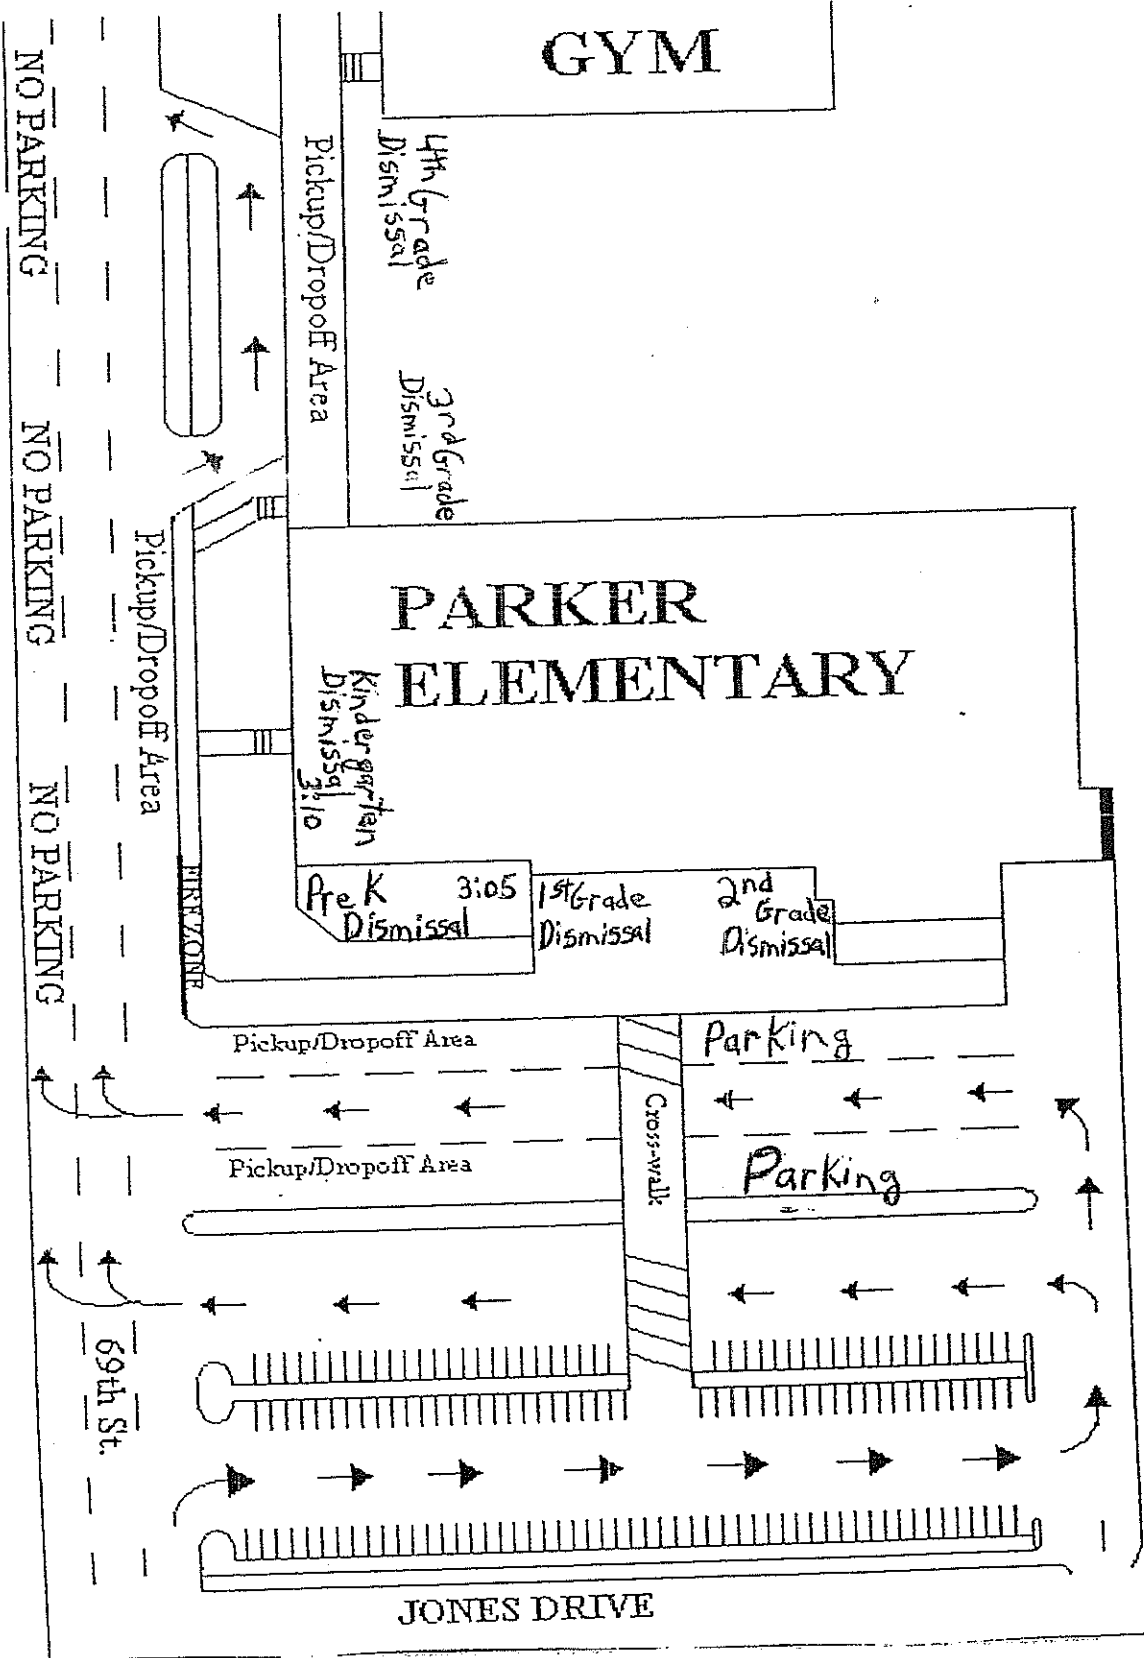 GYM
NO PARKING
Pickup/Dropoff Area
4th Grade
Dismissal
3rd Grade
Dismissal
NO PARKING
PARKER
ELEMENTARY
Pickup/Dropoff Area
Kindergarten
Dismissal
3:10
NO PARKING
FIREZONE
Pre K 3:05
Dismissal
1st Grade
Dismissal
2nd
Grade
Dismissal
Pickup/Dropoff Area
Parking
Cross-walk
Pickup/Dropoff Area
Parking
69th St.
JONES DRIVE